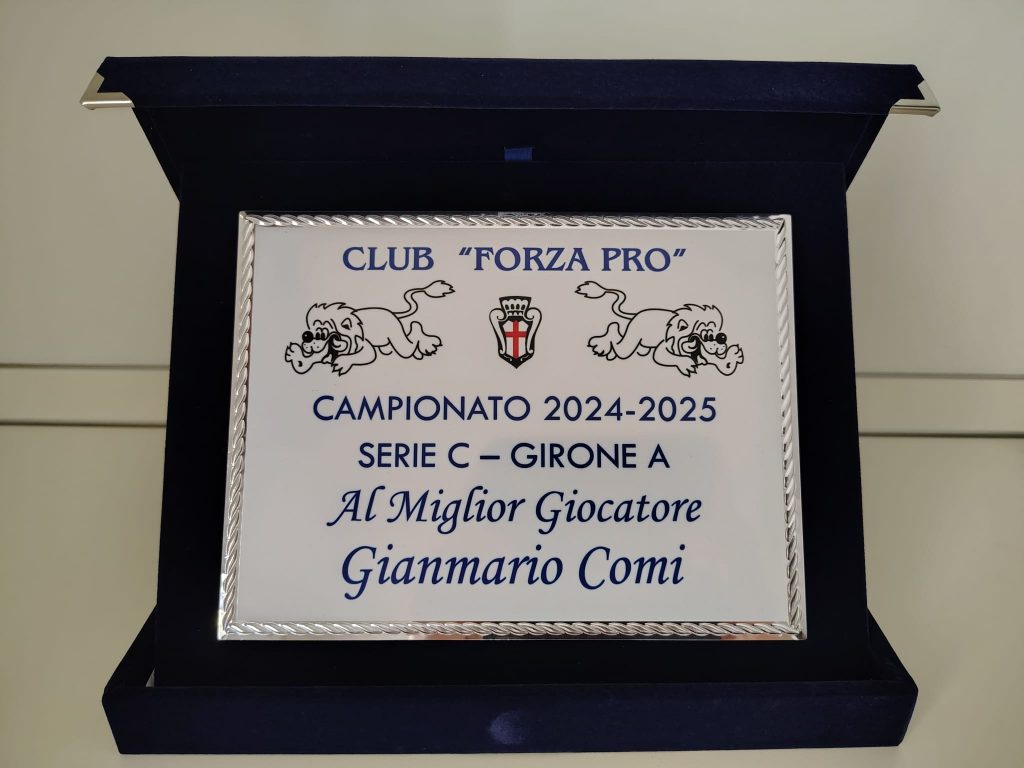 CLUB “FORZA PRO”
CAMPIONATO 2024-2025
SERIE C – GIRONE A
Al Miglior Giocatore
Gianmario Comi